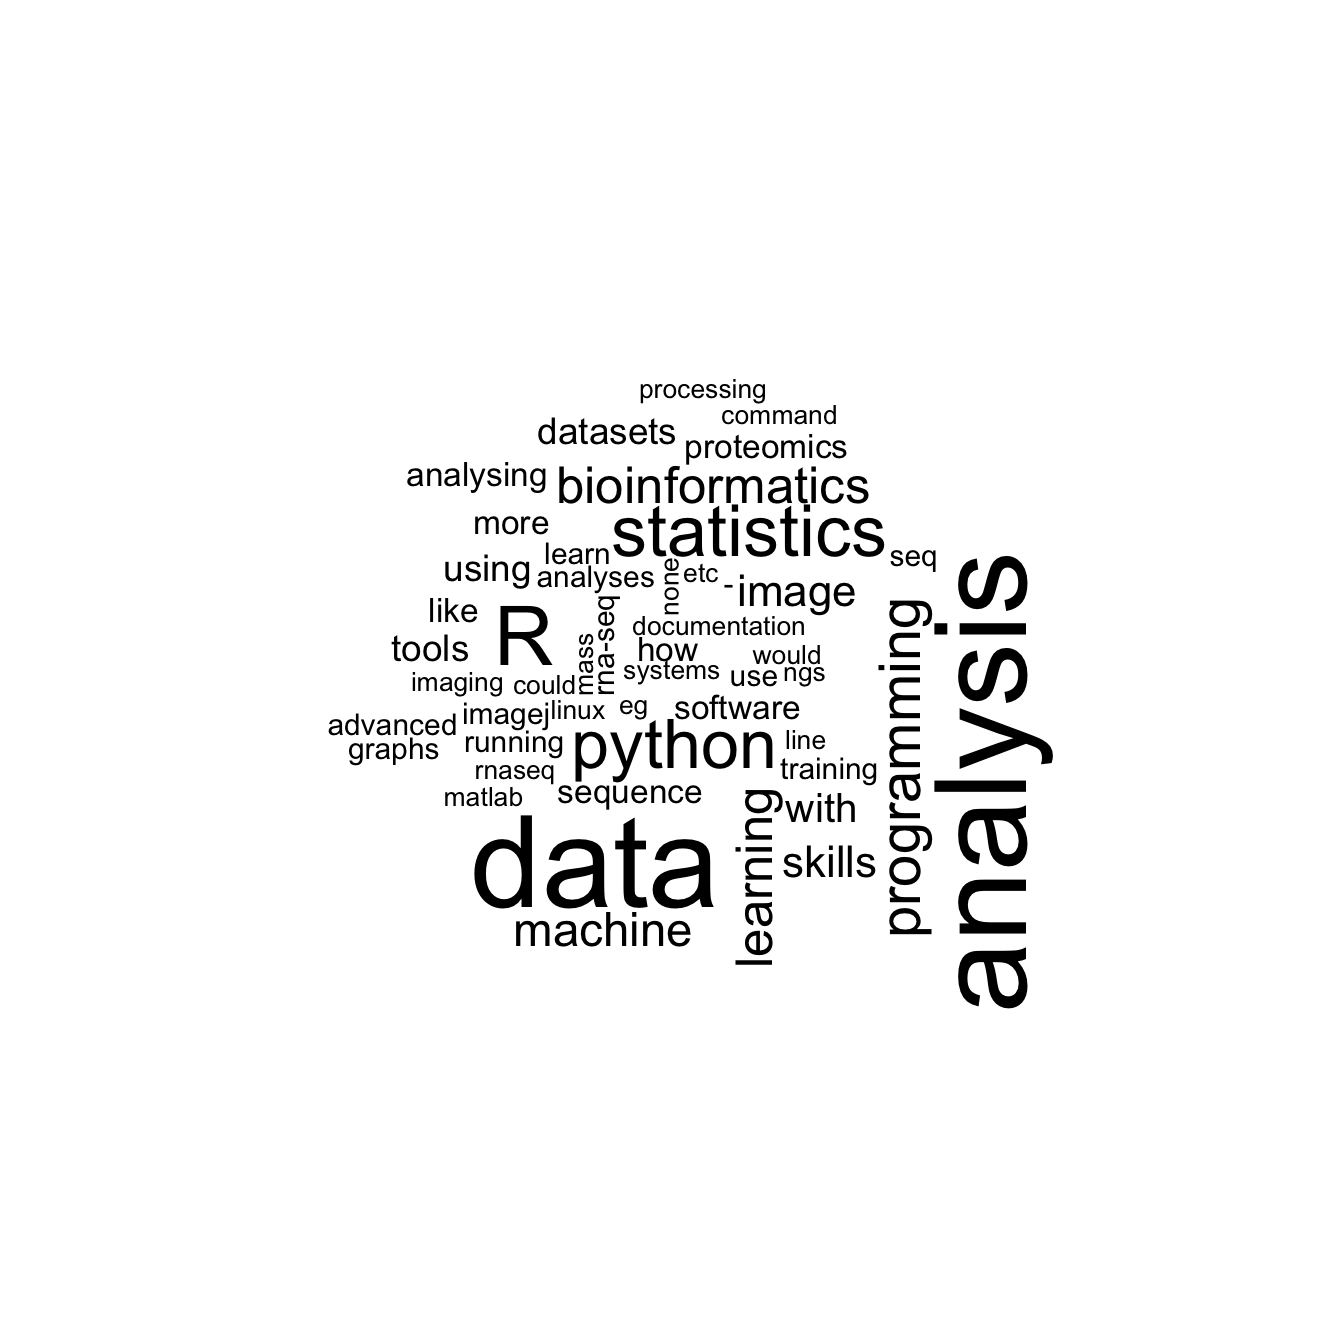 processing
command
datasets
proteomics
analysing
bioinformatics
more
statistics
learn
seq
using
analyses
none
etc
-
image
like
R
rna-seq
documentation
tools
mass
how
would
imaging
could
systems
use
ngs
programming
analysis
advanced
imagej
linux
eg
software
graphs
running
python
line
rnaseq
training
matlab
sequence
with
data
learning
skills
machine